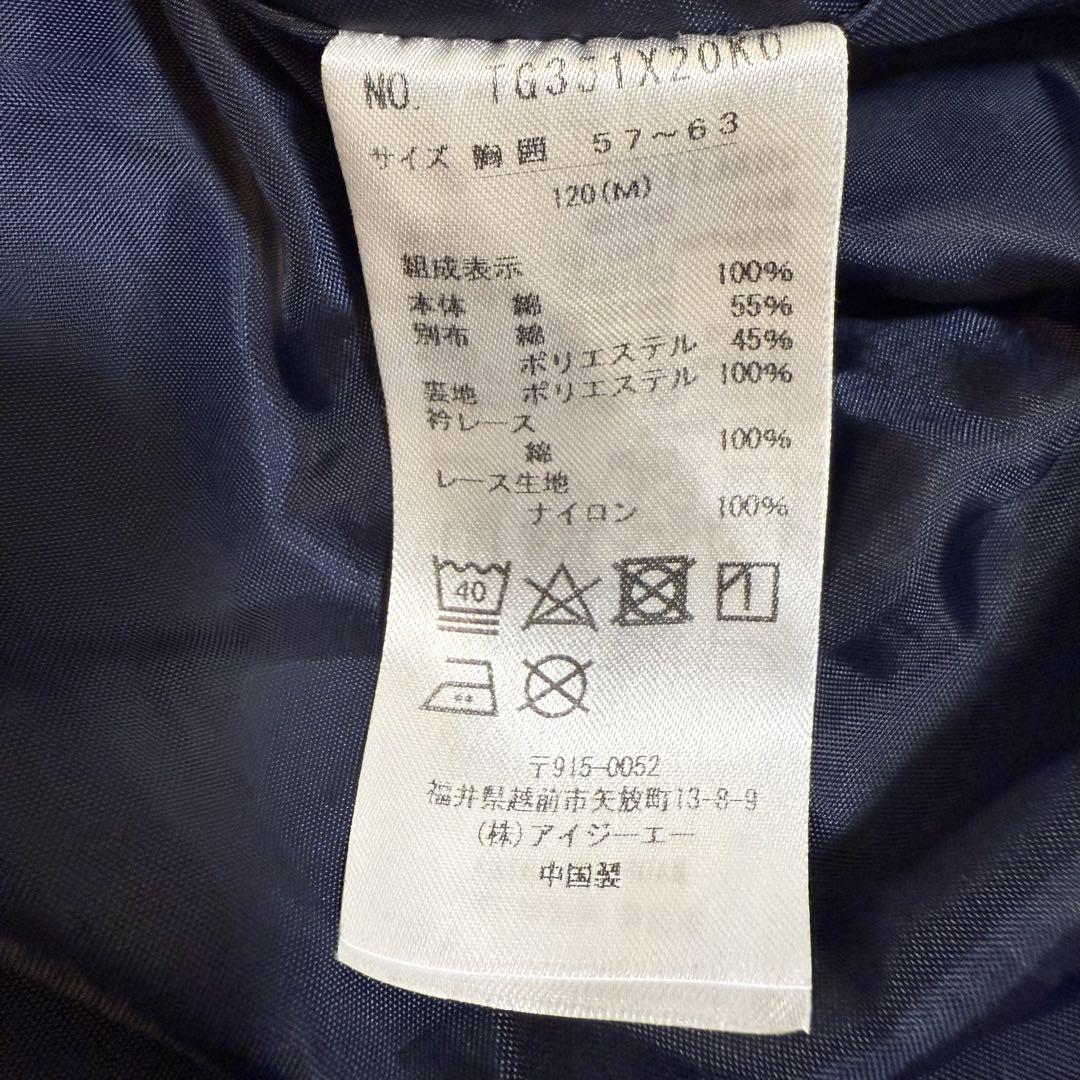 NO. TG351X20KO
サイズ 胸囲 57～63
120(M)
組成表示 100%
本体 綿 55%
別布 綿 45%
ポリエステル 100%
裏地 ポリエステル
衿レース 100%
綿
レース生地 100%
ナイロン
40
〒915-0052
福井県越前市矢放町13-8-9
(株)アイジーエー
中国製